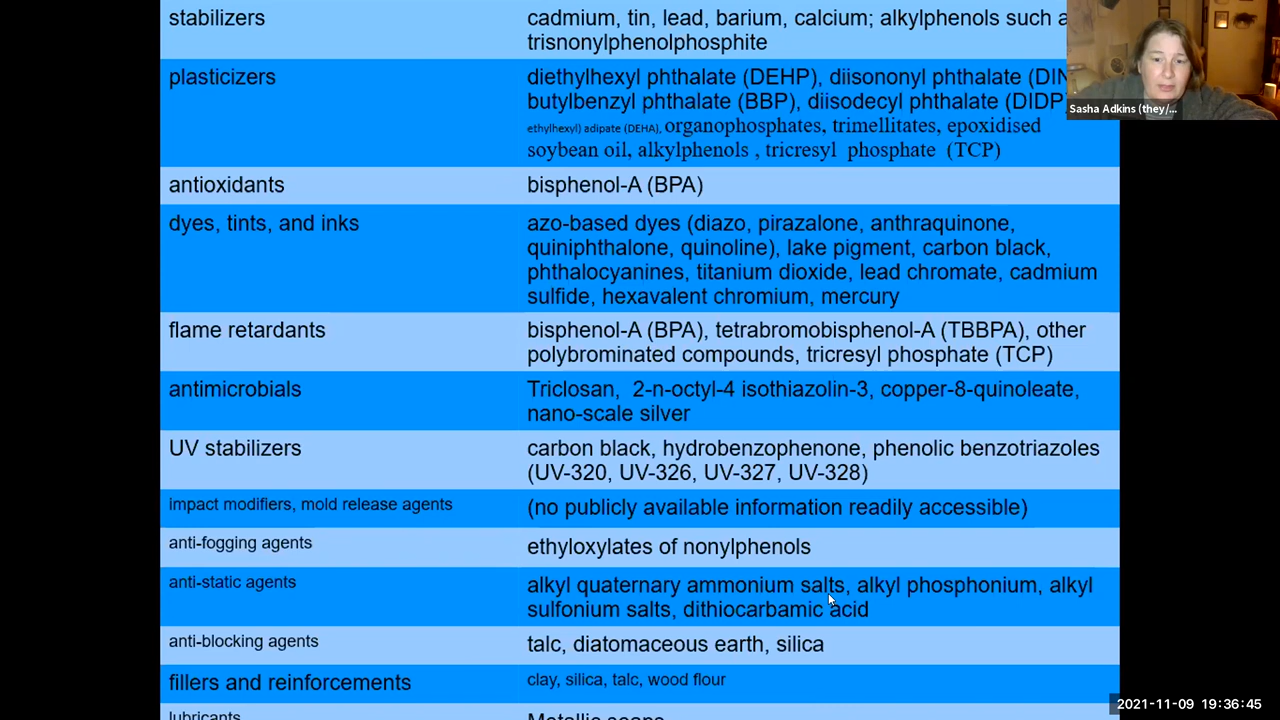 stabilizers
cadmium, tin, lead, barium, calcium; alkylphenols such a
trisnonylphenolphosphite
plasticizers
diethylhexyl phthalate (DEHP), diisononyl phthalate (DIN
butylbenzyl phthalate (BBP), diisodecyl phthalate (DIDP
ethylhexyl) adipate (DEHA), organophosphates, trimellitates, epoxidised
soybean oil, alkylphenols , tricresyl phosphate (TCP)
antioxidants
bisphenol-A (BPA)
dyes, tints, and inks
azo-based dyes (diazo, pirazalone, anthraquinone,
quiniphthalone, quinoline), lake pigment, carbon black,
phthalocyanines, titanium dioxide, lead chromate, cadmium
sulfide, hexavalent chromium, mercury
flame retardants
bisphenol-A (BPA), tetrabromobisphenol-A (TBBPA), other
polybrominated compounds, tricresyl phosphate (TCP)
antimicrobials
Triclosan, 2-n-octyl-4 isothiazolin-3, copper-8-quinoleate,
nano-scale silver
UV stabilizers
carbon black, hydrobenzophenone, phenolic benzotriazoles
(UV-320, UV-326, UV-327, UV-328)
impact modifiers, mold release agents
(no publicly available information readily accessible)
anti-fogging agents
ethyloxylates of nonylphenols
anti-static agents
alkyl quaternary ammonium salts, alkyl phosphonium, alkyl
sulfonium salts, dithiocarbamic acid
anti-blocking agents
talc, diatomaceous earth, silica
fillers and reinforcements
clay, silica, talc, wood flour
lubricants
Metallic soaps
Sasha Adkins (they/...
2021-11-09 19:36:45